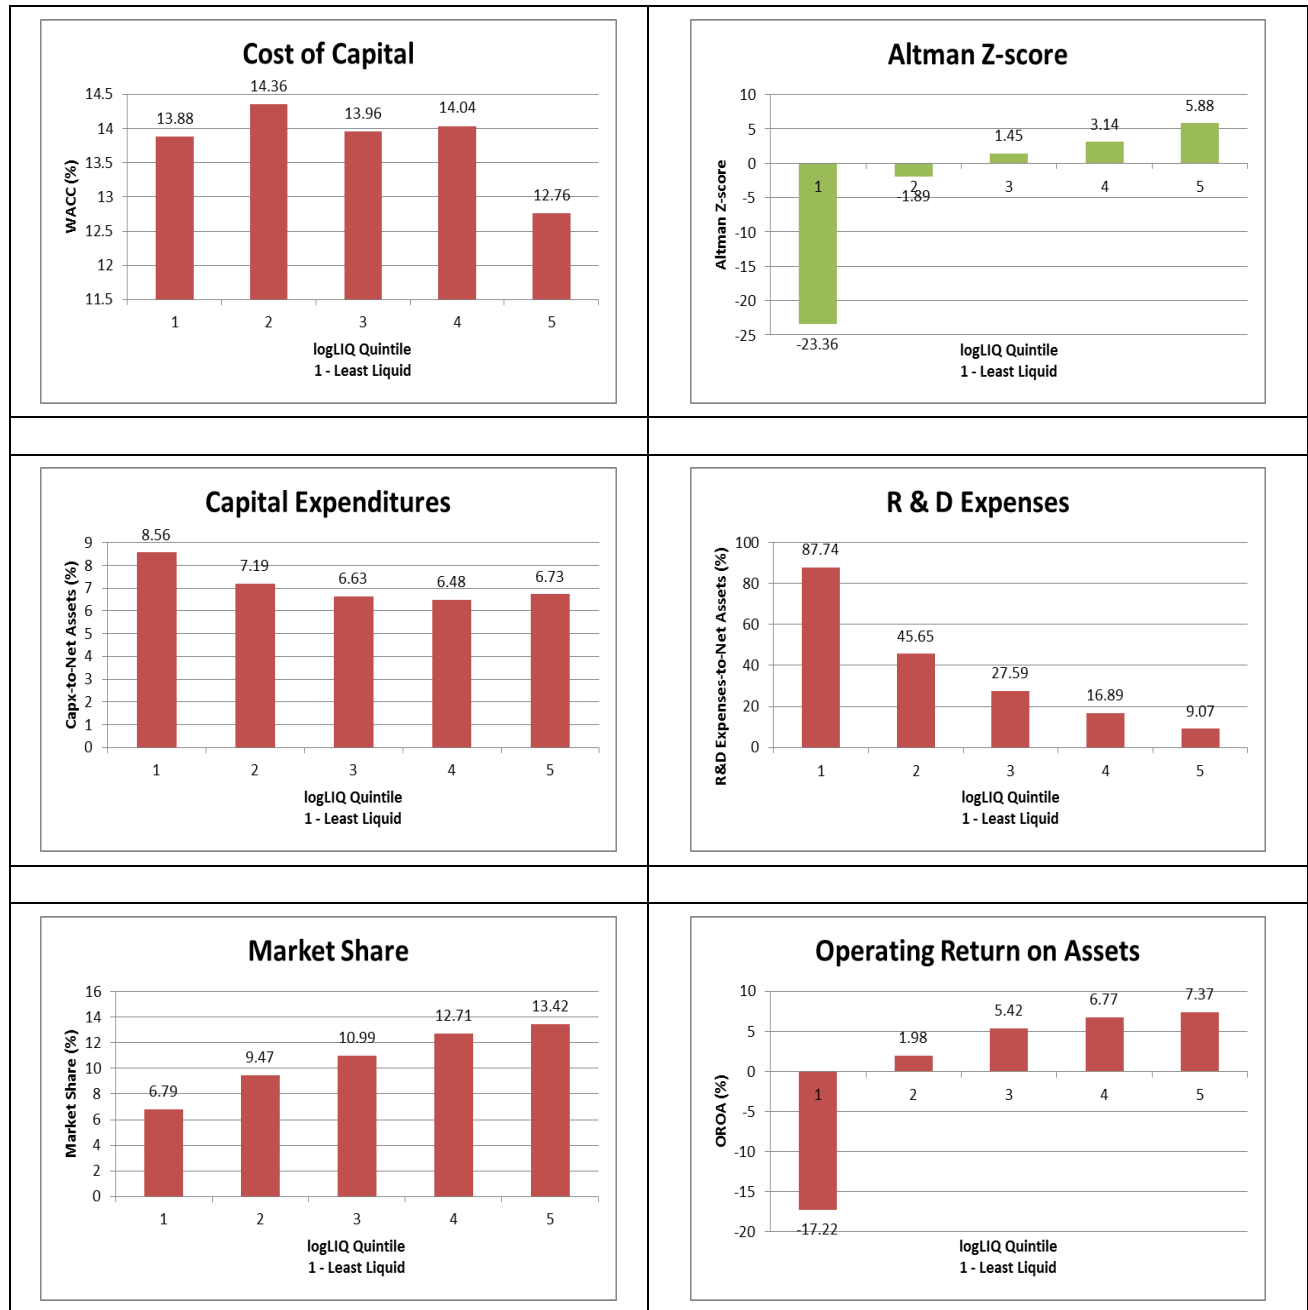 Cost of Capital
14.5
14
13.5
13
12.5
12
11.5
WACC (%)
13.88
14.36
13.96
14.04
12.76
1 2 3 4 5
logLIQ Quintile
1 - Least Liquid
Altman Z-score
10
5
0
-5
-10
-15
-20
-25
Altman Z-score
-23.36
-1.89
1.45
3.14
5.88
1 2 3 4 5
logLIQ Quintile
1 - Least Liquid
Capital Expenditures
9
8
7
6
5
4
3
2
1
0
Capx-to-Net Assets (%)
8.56
7.19
6.63
6.48
6.73
1 2 3 4 5
logLIQ Quintile
1 - Least Liquid
R & D Expenses
100
80
60
40
20
0
R&D Expenses-to-Net Assets (%)
87.74
45.65
27.59
16.89
9.07
1 2 3 4 5
logLIQ Quintile
1 - Least Liquid
Market Share
16
14
12
10
8
6
4
2
0
Market Share (%)
6.79
9.47
10.99
12.71
13.42
1 2 3 4 5
logLIQ Quintile
1 - Least Liquid
Operating Return on Assets
10
5
0
-5
-10
-15
-20
OROA (%)
-17.22
1.98
5.42
6.77
7.37
1 2 3 4 5
logLIQ Quintile
1 - Least Liquid